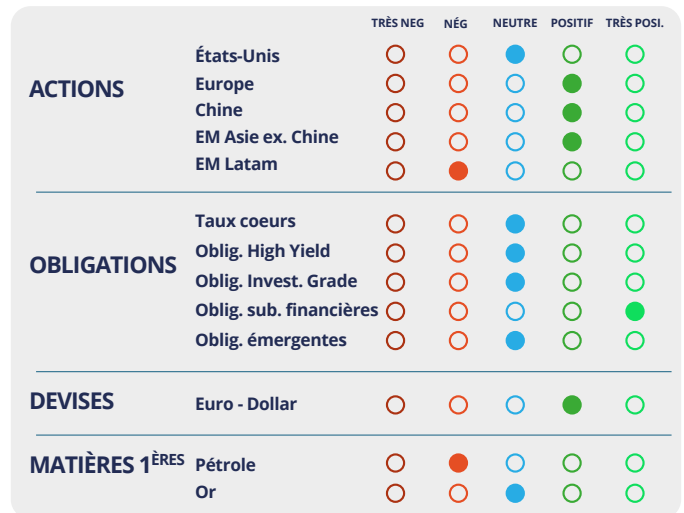 TRÈS NEG NÉG NEUTRE POSITIF TRÈS POSI.
ACTIONS
États-Unis
Europe
Chine
EM Asie ex. Chine
EM Latam
OBLIGATIONS
Taux coeurs
Oblig. High Yield
Oblig. Invest. Grade
Oblig. sub. financières
Oblig. émergentes
DEVISES
Euro - Dollar
MATIÈRES 1ÈRES
Pétrole
Or